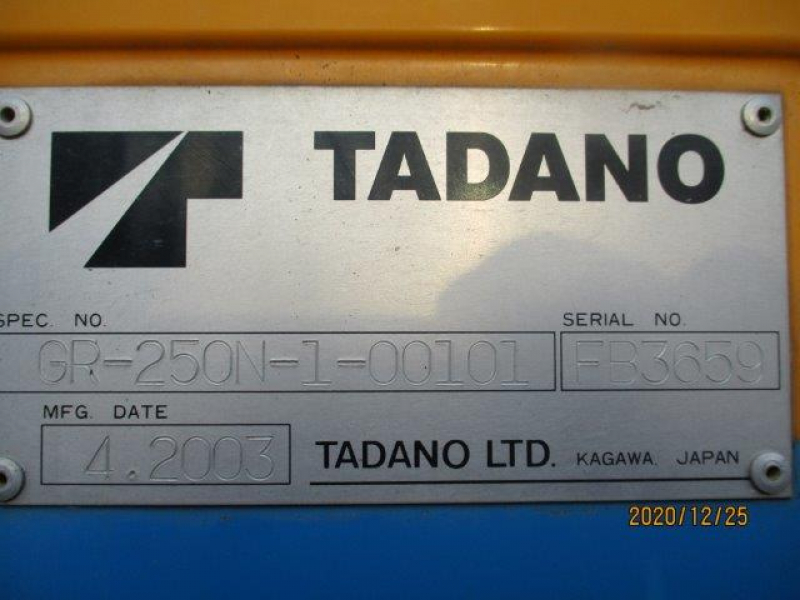 TADANO
SPEC. NO.
GR-250N-1-00101
SERIAL NO.
FB3659
MFG. DATE
4.2003
TADANO LTD. KAGAWA, JAPAN
2020/12/25